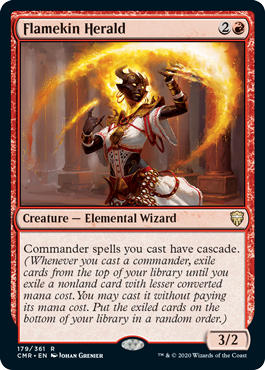 Flamekin Herald 2
Creature — Elemental Wizard
Commander spells you cast have cascade.
(Whenever you cast a commander, exile
cards from the top of your library until you
exile a nonland card with lesser converted
mana cost. You may cast it without paying
its mana cost. Put the exiled cards on the
bottom of your library in a random order.)
3/2
179/361 R
CMR • EN Johan Grenier
™ & © 2020 Wizards of the Coast